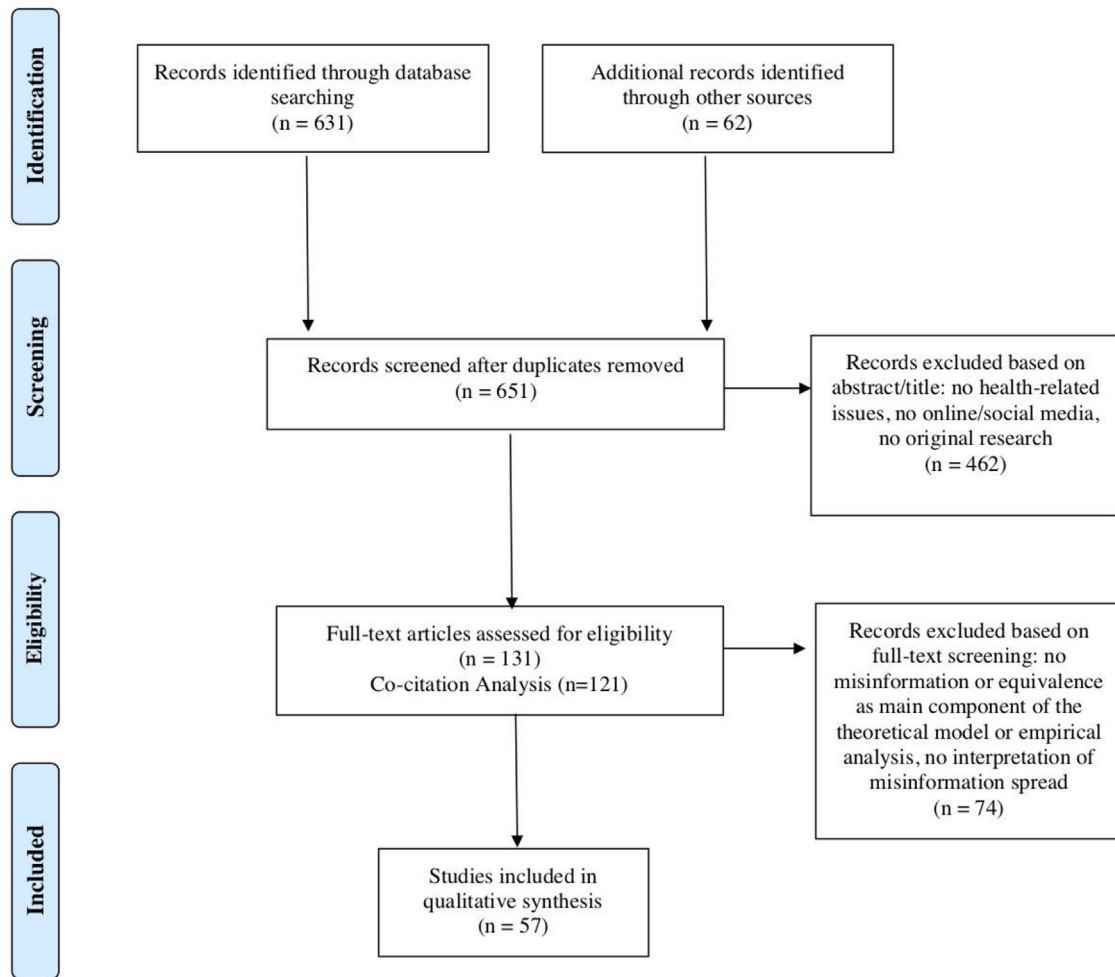 Identification
Records identified through database
searching
(n = 631)
Additional records identified
through other sources
(n = 62)
Screening
Records screened after duplicates removed
(n = 651)
Records excluded based on
abstract/title: no health-related
issues, no online/social media,
no original research
(n = 462)
Eligibility
Full-text articles assessed for eligibility
(n = 131)
Co-citation Analysis (n=121)
Records excluded based on
full-text screening: no
misinformation or equivalence
as main component of the
theoretical model or empirical
analysis, no interpretation of
misinformation spread
(n = 74)
Included
Studies included in
qualitative synthesis
(n = 57)